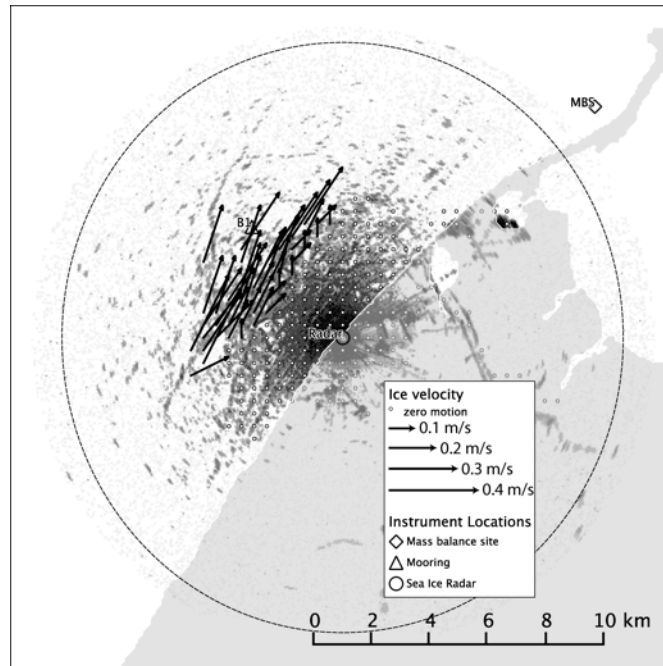 MBS
B1
Radar
Ice velocity
zero motion
0.1 m/s
0.2 m/s
0.3 m/s
0.4 m/s
Instrument Locations
Mass balance site
Mooring
Sea Ice Radar
0 2 4 6 8 10 km